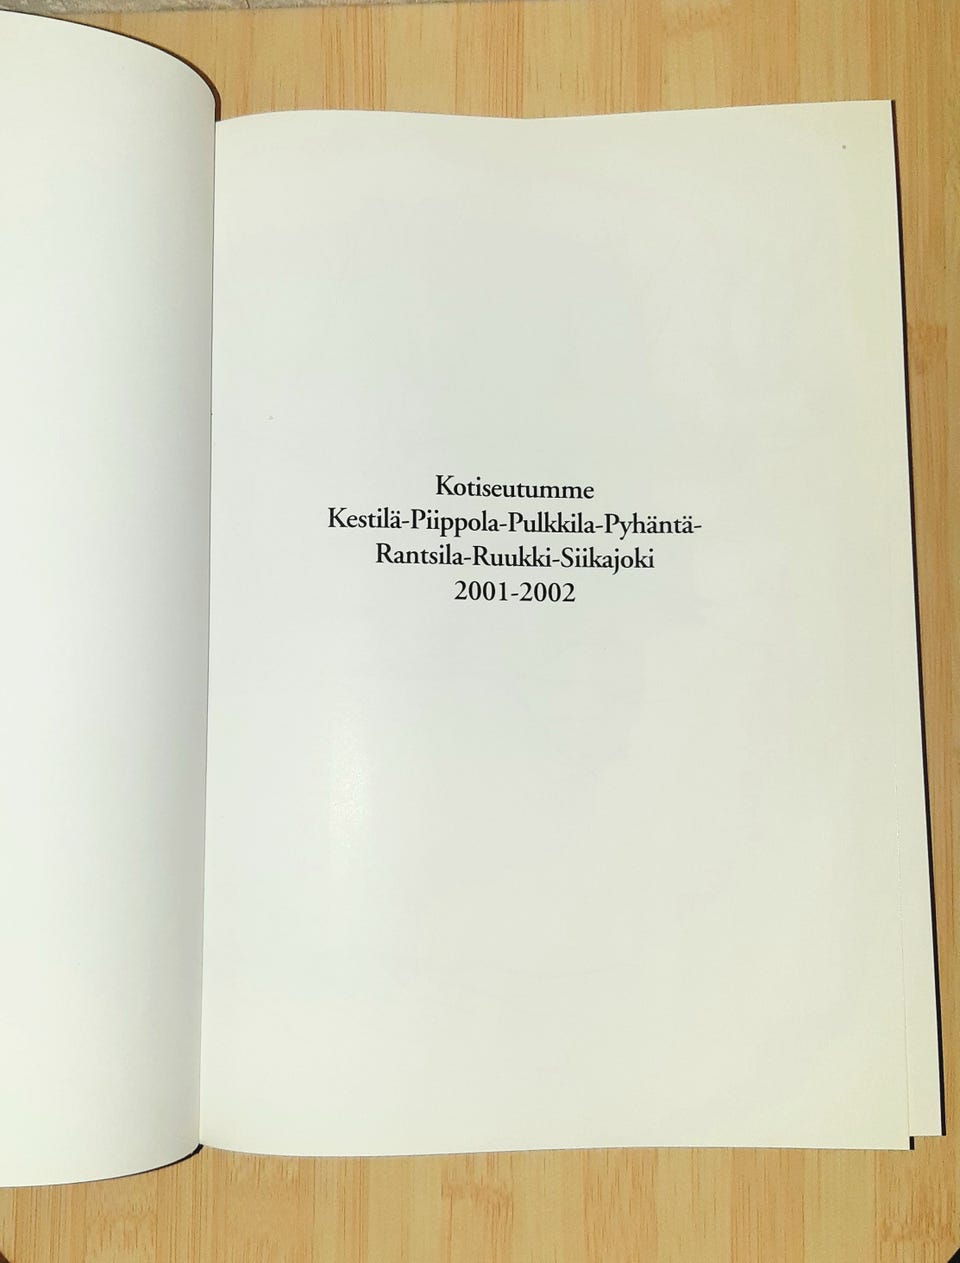 Kotiseutumme
Kestilä-Piippola-Pulkkila-Pyhäntä-
Rantsila-Ruukki-Siikajoki
2001-2002